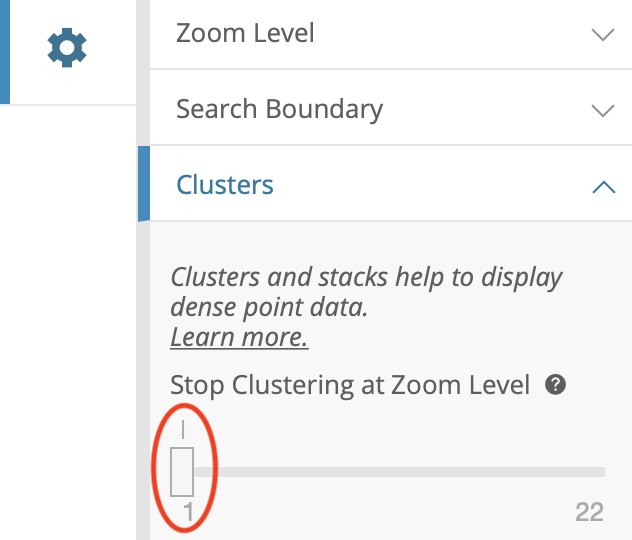 Zoom Level
Search Boundary
Clusters
Clusters and stacks help to display
dense point data.
Learn more.
Stop Clustering at Zoom Level ?
1 22